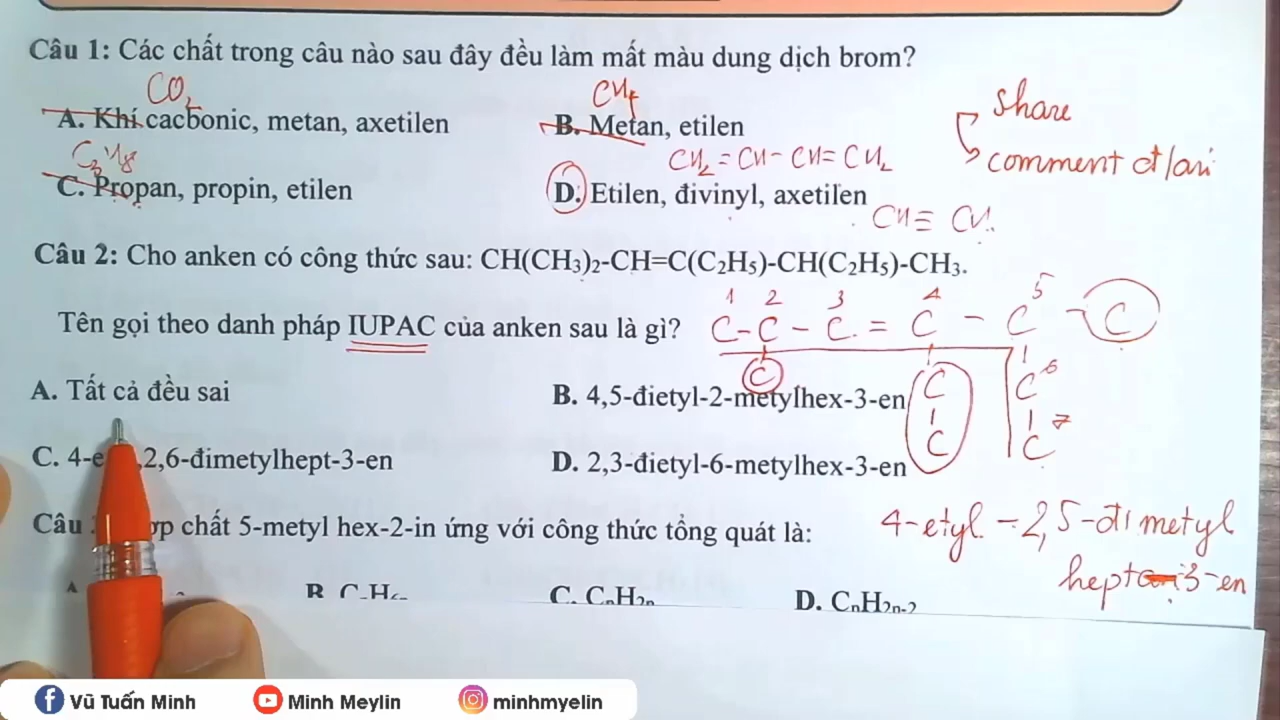 Câu 1: Các chất trong câu nào sau đây đều làm mất màu dung dịch brom?
CO2
CH4
share
A. Khí cacbonic, metan, axetilen
B. Metan, etilen
C3H8
CH2 = CH - CH = CH2
comment
C. Propan, propin, etilen
D. Etilen, đivinyl, axetilen
CH ≡ CH
Câu 2: Cho anken có công thức sau: CH(CH3)2-CH=C(C2H5)-CH(C2H5)-CH3.
1 2 3 4 5
Tên gọi theo danh pháp IUPAC của anken sau là gì?
C - C - C = C - C - C
C
C
C 6
A. Tất cả đều sai
B. 4,5-đietyl-2-metylhex-3-en
C
C 7
C. 4-e ,2,6-đimetylhept-3-en
D. 2,3-đietyl-6-metylhex-3-en
4-etyl - 2,5-đi metyl
Câu ợp chất 5-metyl hex-2-in ứng với công thức tổng quát là:
hept 3-en
C. CnH2n
D. CnH2n-2
Vũ Tuấn Minh
Minh Meylin
minhmyelin